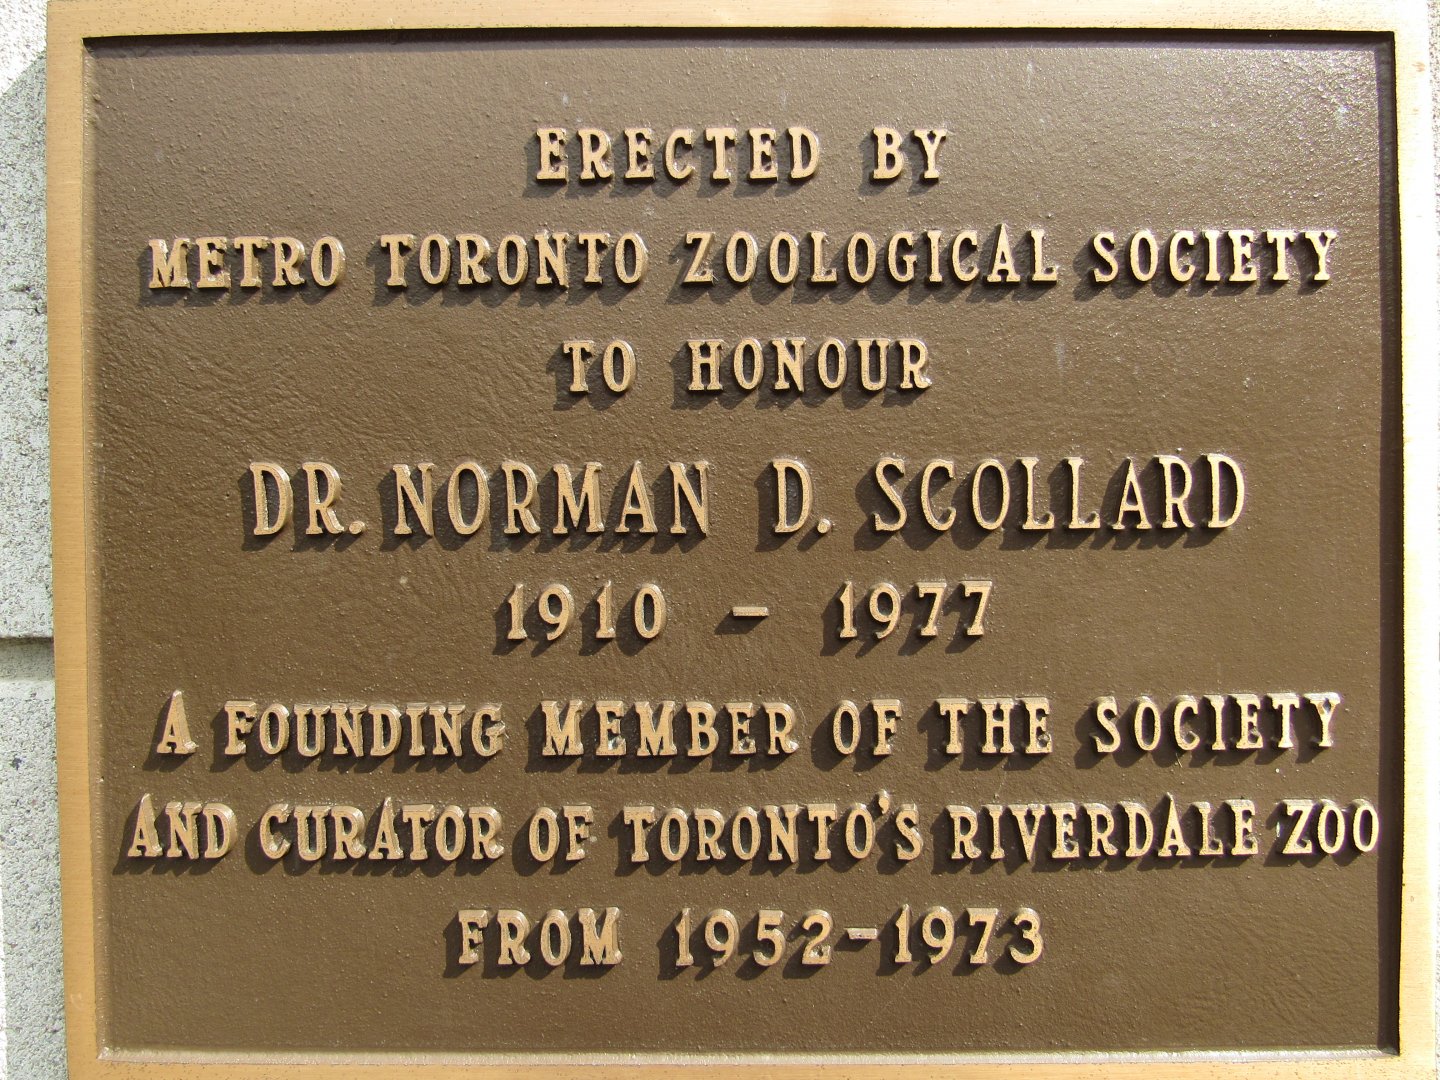 ERECTED BY
METRO TORONTO ZOOLOGICAL SOCIETY
TO HONOUR
DR. NORMAN D. SCOLLARD
1910 - 1977
A FOUNDING MEMBER OF THE SOCIETY
AND CURATOR OF TORONTO'S RIVERDALE ZOO
FROM 1952-1973